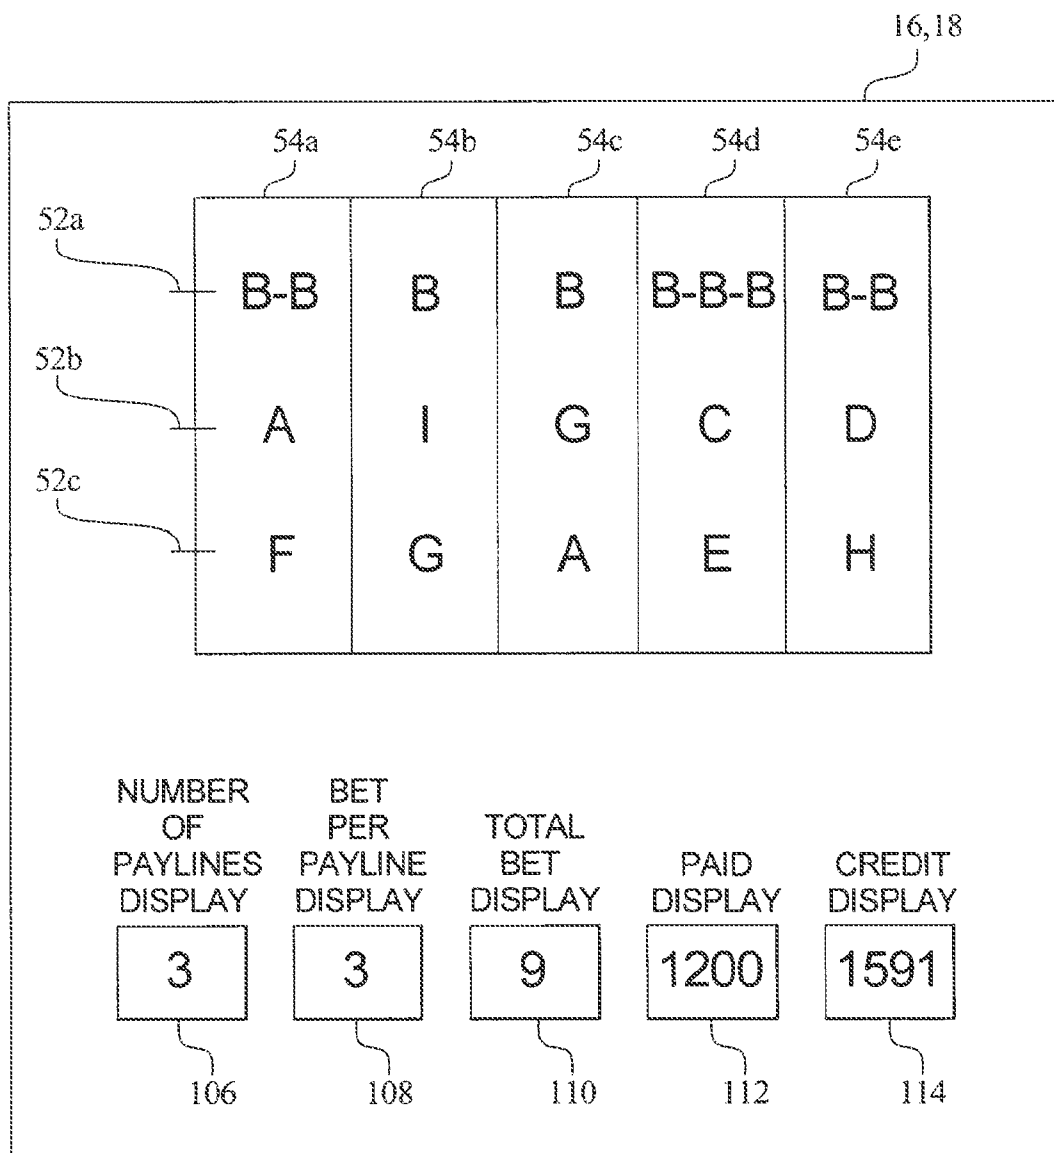 16,18
54a 54b 54c 54d 54e
52a
B-B B B B-B-B B-B
52b
A I G C D
52c
F G A E H
NUMBER OF PAYLINES DISPLAY
BET PER PAYLINE DISPLAY
TOTAL BET DISPLAY
PAID DISPLAY
CREDIT DISPLAY
3 3 9 1200 1591
106 108 110 112 114